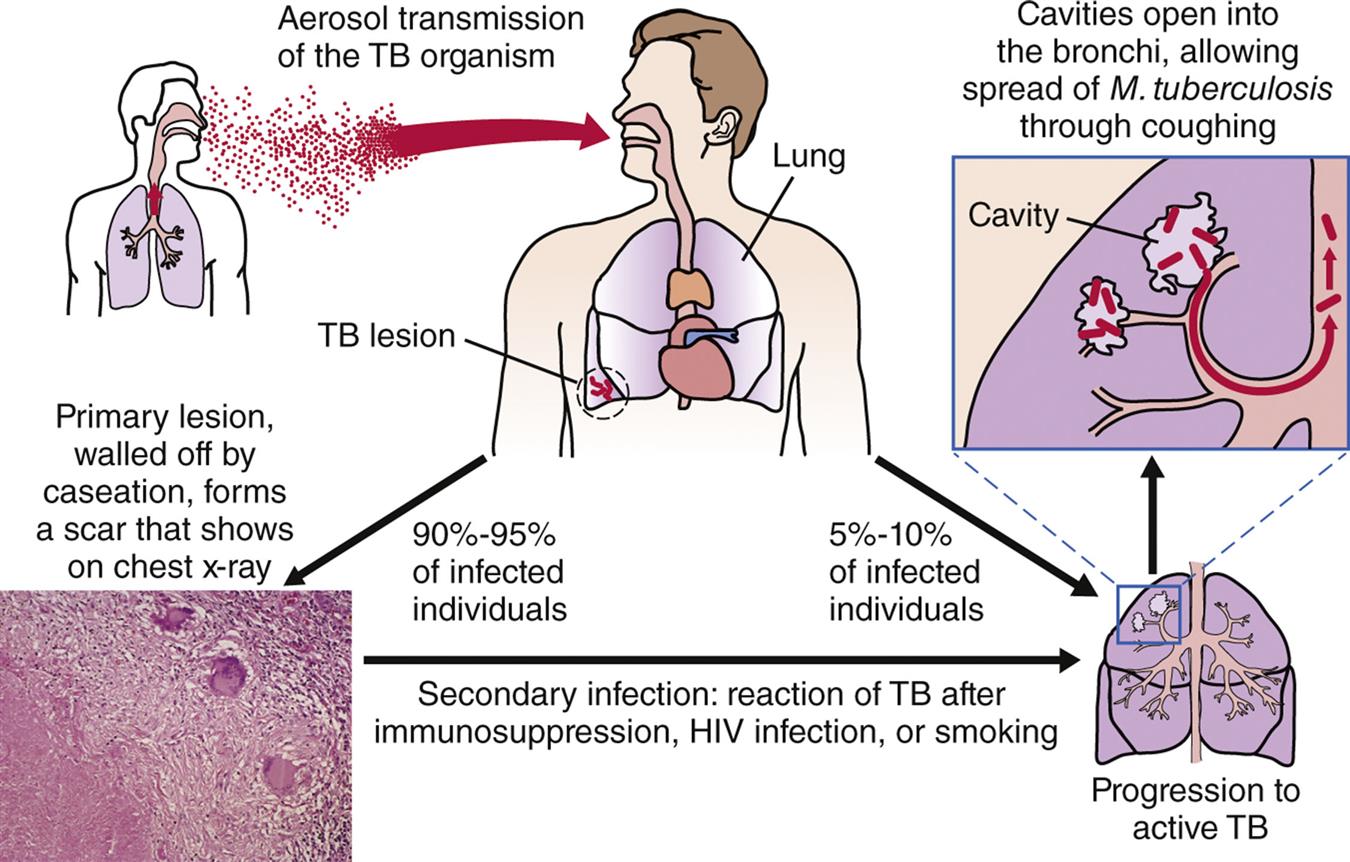 Aerosol transmission
of the TB organism
Cavities open into
the bronchi, allowing
spread of M. tuberculosis
through coughing
Lung
Cavity
TB lesion
Primary lesion,
walled off by
caseation, forms
a scar that shows
on chest x-ray
90%-95%
of infected
individuals
5%-10%
of infected
individuals
Secondary infection: reaction of TB after
immunosuppression, HIV infection, or smoking
Progression to
active TB